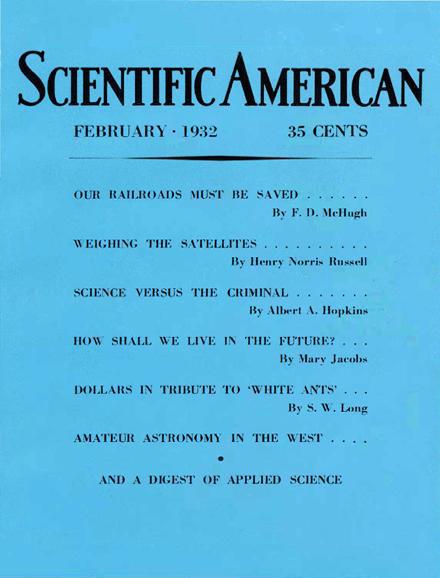 SCIENTIFIC AMERICAN
FEBRUARY · 1932 35 CENTS
OUR RAILROADS MUST BE SAVED . . . . . .
By F. D. McHugh
WEIGHING THE SATELLITES . . . . . . . . . .
By Henry Norris Russell
SCIENCE VERSUS THE CRIMINAL . . . . . . .
By Albert A. Hopkins
HOW SHALL WE LIVE IN THE FUTURE? . . .
By Mary Jacobs
DOLLARS IN TRIBUTE TO 'WHITE ANTS' . . .
By S. W. Long
AMATEUR ASTRONOMY IN THE WEST . . . .
•
AND A DIGEST OF APPLIED SCIENCE